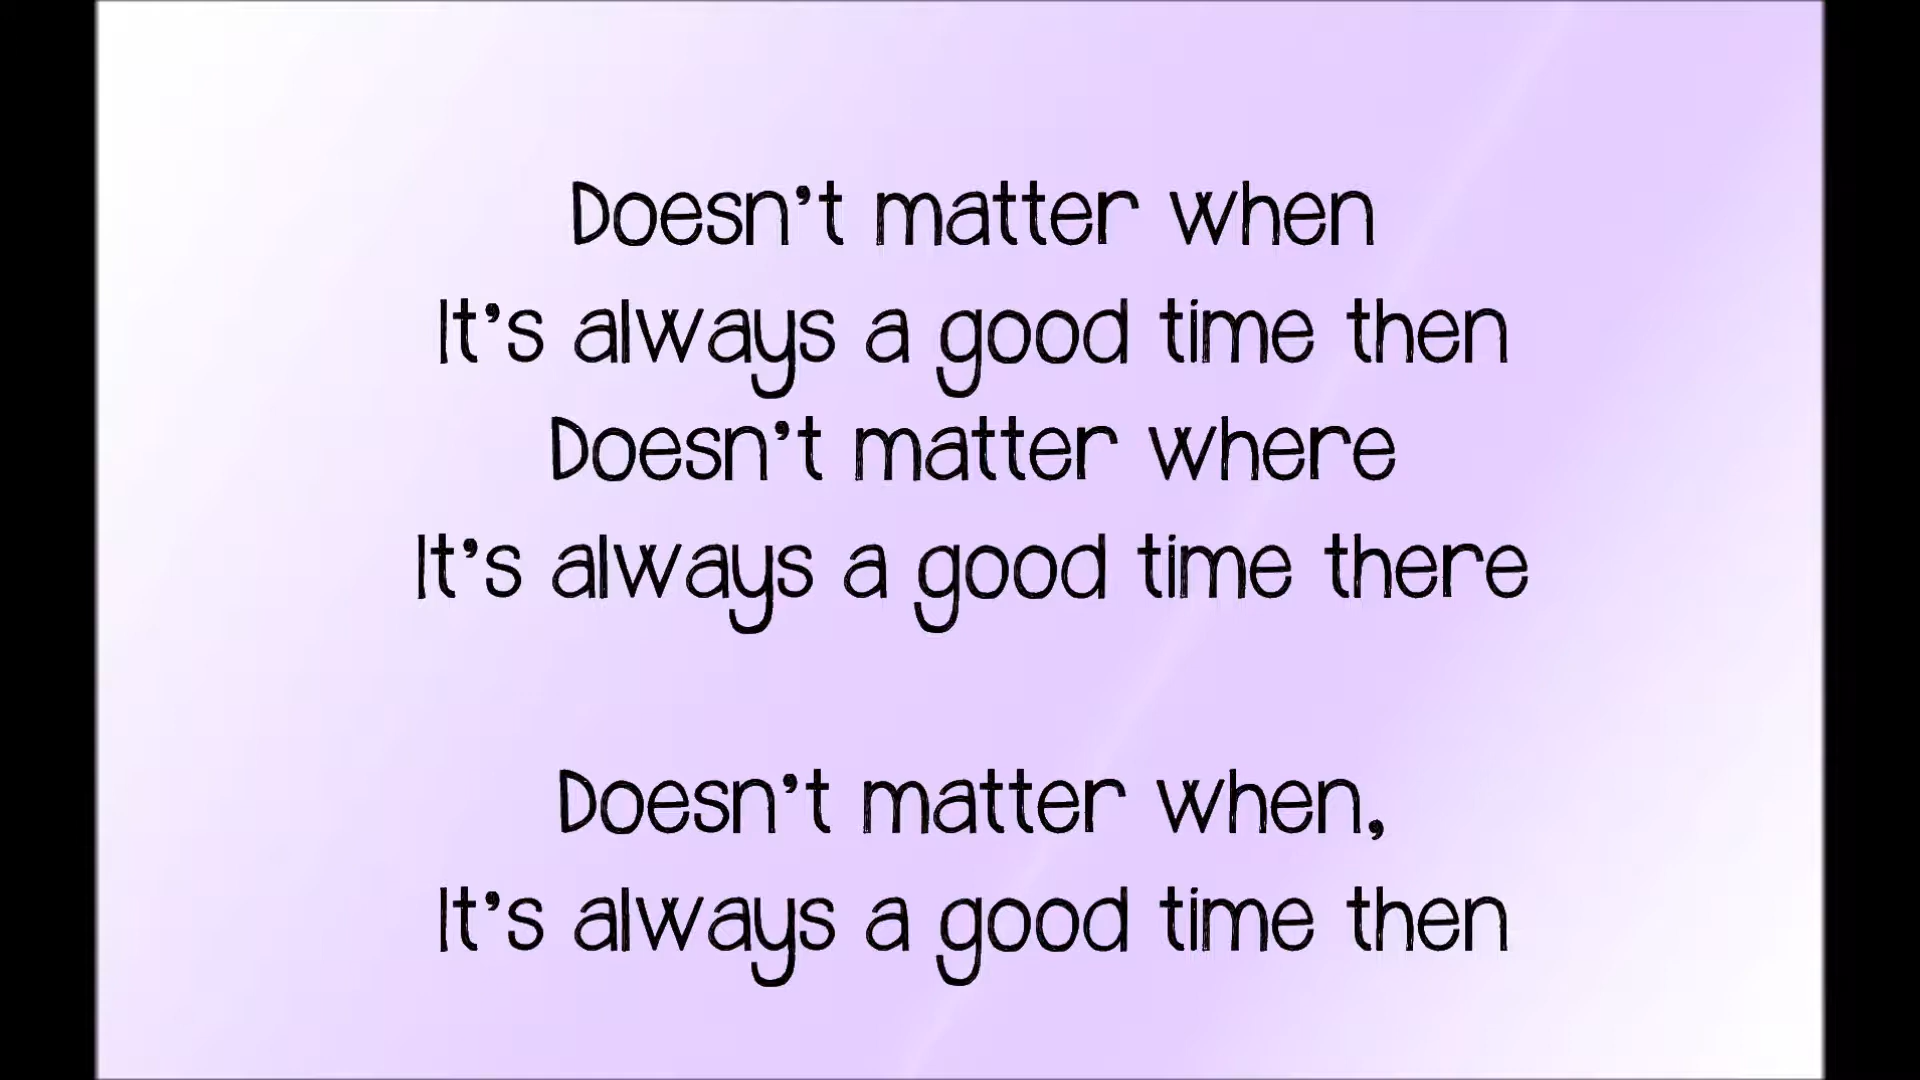 Doesn't matter when
It's always a good time then
Doesn't matter where
It's always a good time there
Doesn't matter when,
It's always a good time then